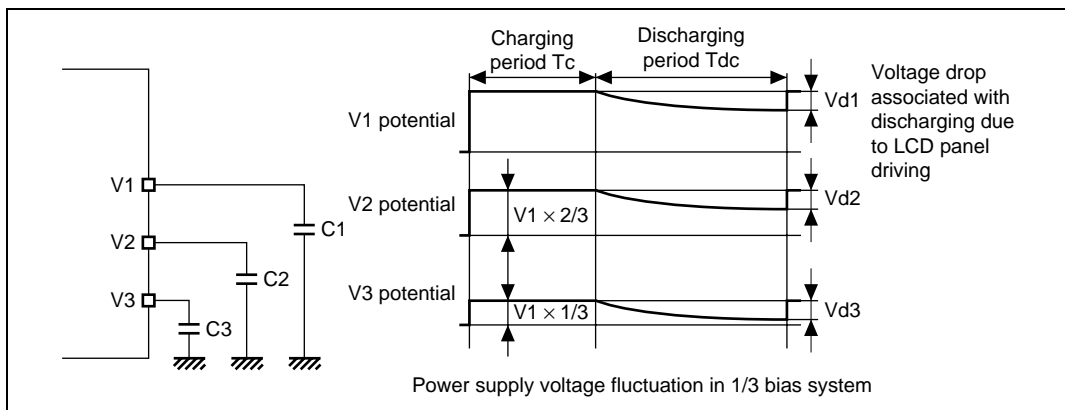 Charging
period Tc
Discharging
period Tdc
Voltage drop
associated with
discharging due
to LCD panel
driving
Vd1
V1 potential
V1
V2
V3
C1
C2
C3
V2 potential
V1 × 2/3
Vd2
V3 potential
V1 × 1/3
Vd3
Power supply voltage fluctuation in 1/3 bias system